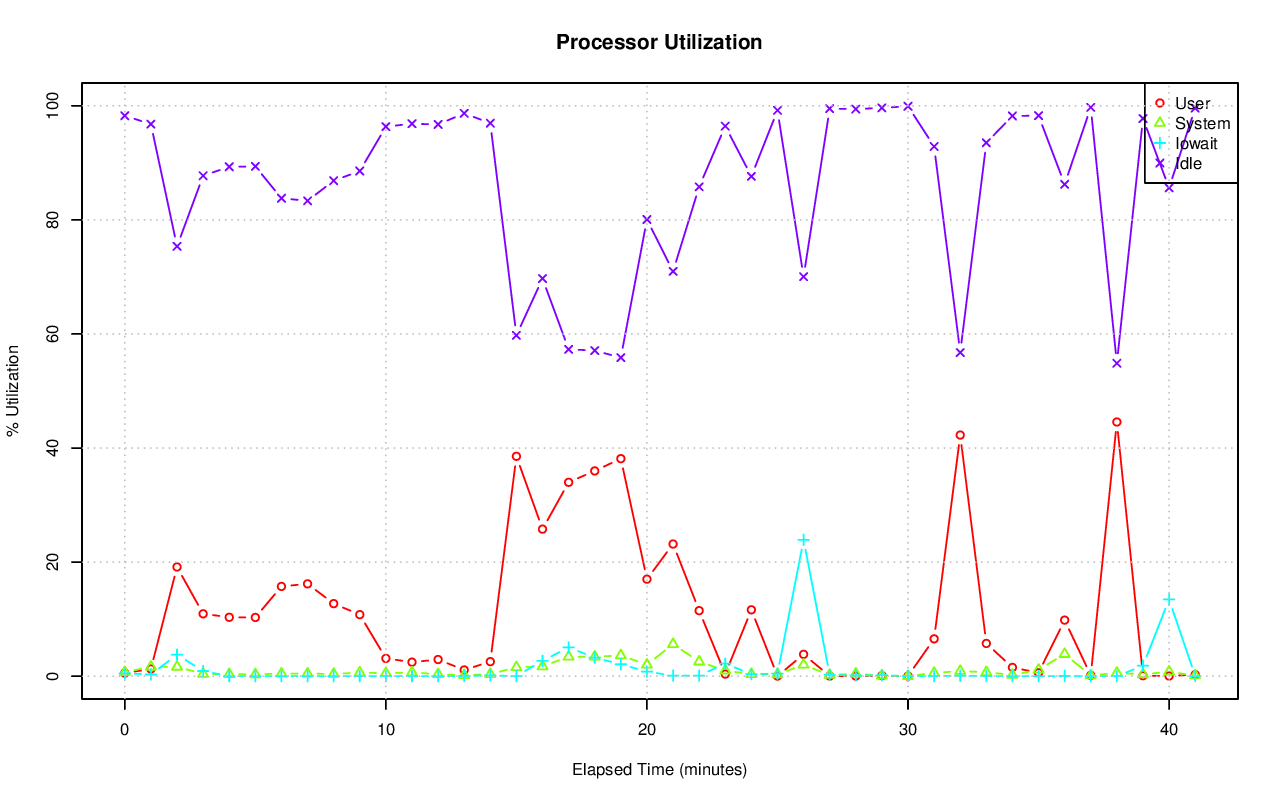 Processor Utilization
% Utilization
100
80
60
40
20
0
User
System
Iowait
Idle
0 10 20 30 40
Elapsed Time (minutes)